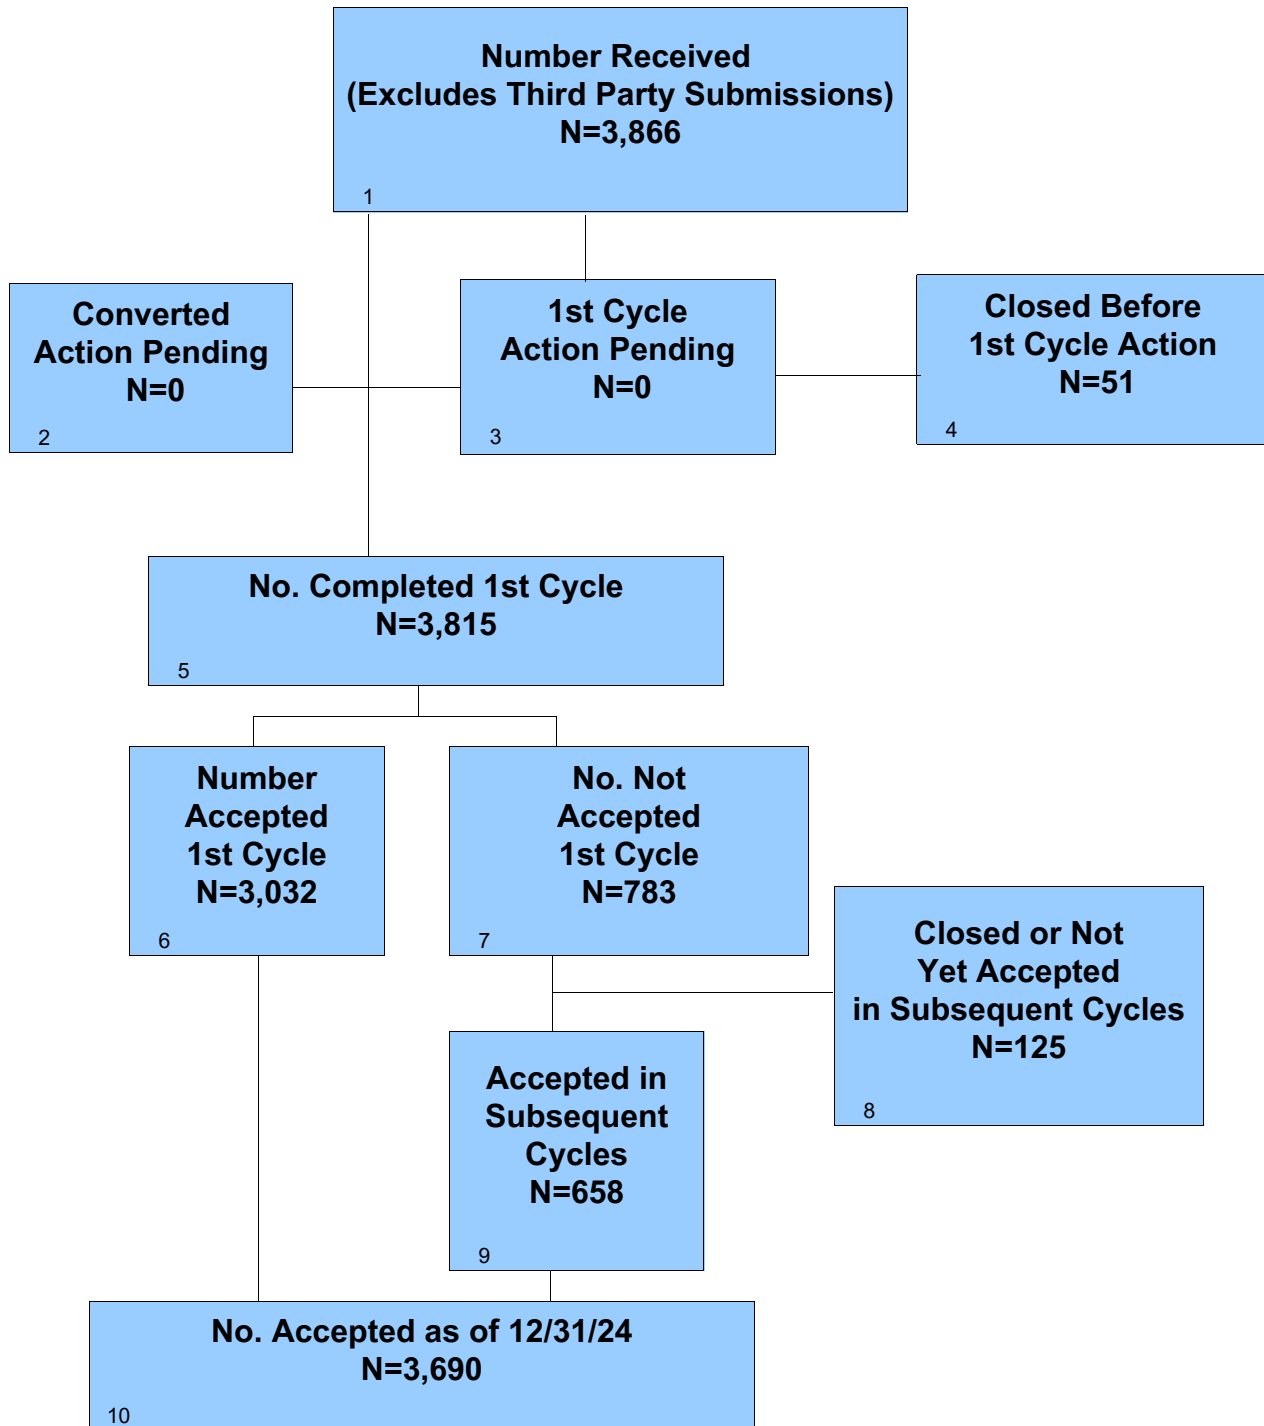 Number Received
(Excludes Third Party Submissions)
N=3,866
1
Converted
Action Pending
N=0
2
1st Cycle
Action Pending
N=0
3
Closed Before
1st Cycle Action
N=51
4
No. Completed 1st Cycle
N=3,815
5
Number
Accepted
1st Cycle
N=3,032
6
No. Not
Accepted
1st Cycle
N=783
7
Closed or Not
Yet Accepted
in Subsequent Cycles
N=125
8
Accepted in
Subsequent
Cycles
N=658
9
No. Accepted as of 12/31/24
N=3,690
10